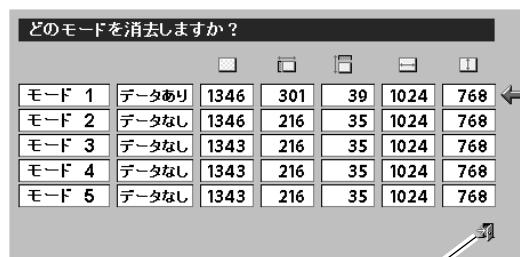 どのモードを消去しますか？
モード 1 データあり 1346 301 39 1024 768
モード 2 データなし 1346 216 35 1024 768
モード 3 データなし 1343 216 35 1024 768
モード 4 データなし 1343 216 35 1024 768
モード 5 データなし 1343 216 35 1024 768